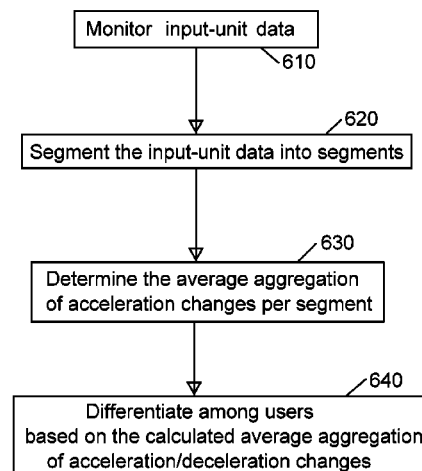 Monitor input-unit data
610
620
Segment the input-unit data into segments
630
Determine the average aggregation
of acceleration changes per segment
640
Differentiate among users
based on the calculated average aggregation
of acceleration/deceleration changes